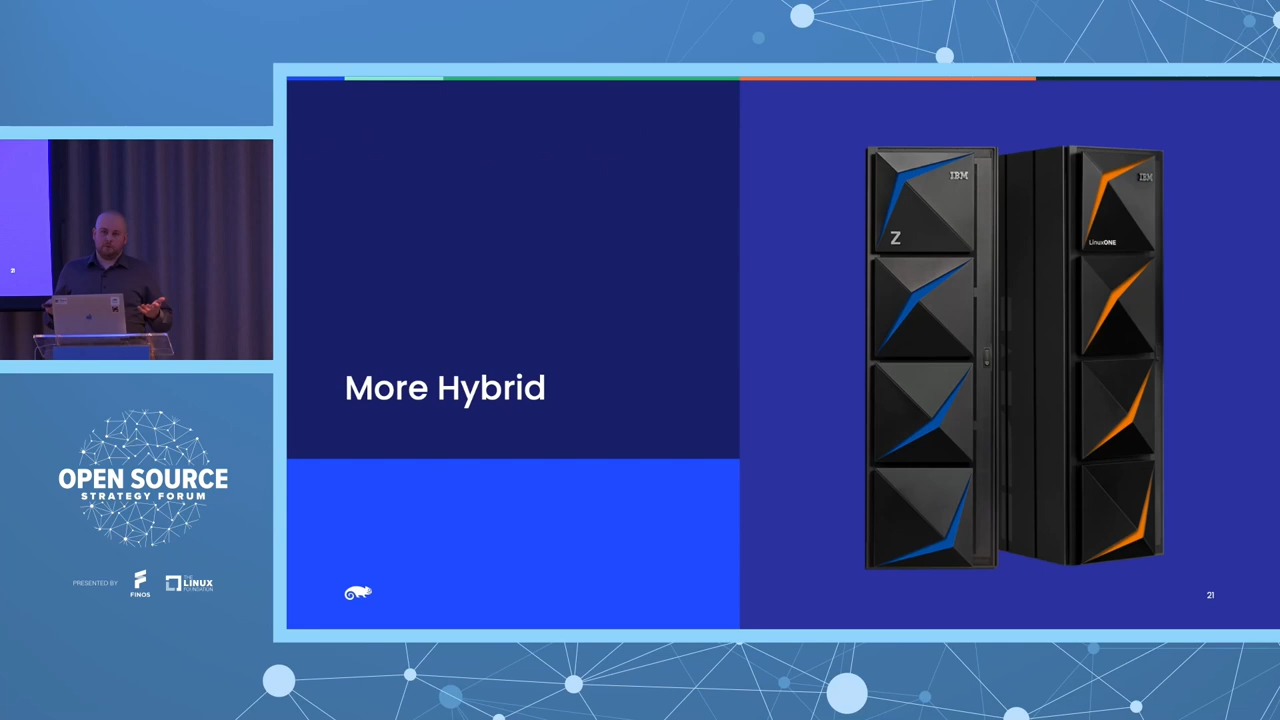 More Hybrid
IBM
Z
IBM
LinuxONE
21
OPEN SOURCE
STRATEGY FORUM
PRESENTED BY
FINOS
THE
LINUX
FOUNDATION